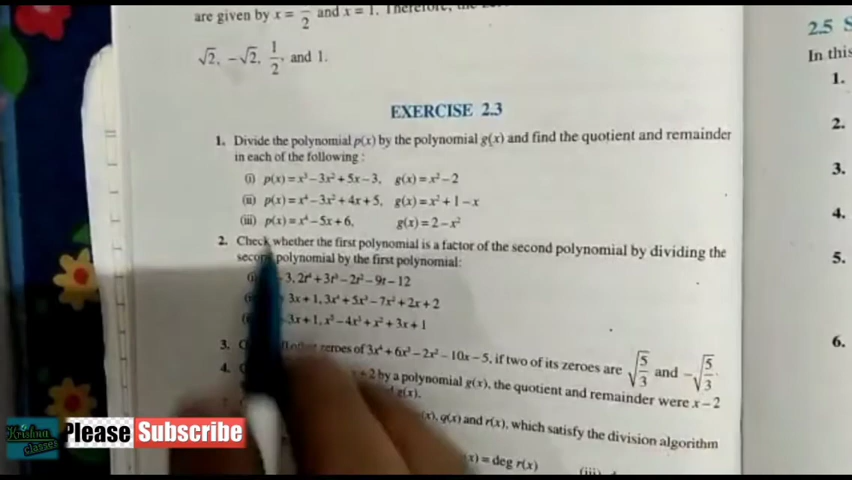 are given by x = /2 and x = 1. Therefore, the
√2, −√2, 1/2, and 1.
EXERCISE 2.3
1. Divide the polynomial p(x) by the polynomial g(x) and find the quotient and remainder
in each of the following :
(i) p(x) = x³ − 3x² + 5x − 3, g(x) = x² − 2
(ii) p(x) = x⁴ − 3x² + 4x + 5, g(x) = x² + 1 − x
(iii) p(x) = x⁴ − 5x + 6, g(x) = 2 − x²
2. Check whether the first polynomial is a factor of the second polynomial by dividing the
second polynomial by the first polynomial:
− 3, 2t⁴ + 3t³ − 2t² − 9t − 12
3x + 1, 3x⁴ + 5x³ − 7x² + 2x + 2
− 3x + 1, x⁵ − 4x³ + x² + 3x + 1
3. zeroes of 3x⁴ + 6x³ − 2x² − 10x − 5, if two of its zeroes are √5/3 and −√5/3.
4. x + 2 by a polynomial g(x), the quotient and remainder were x − 2
g(x).
q(x) and r(x), which satisfy the division algorithm
= deg r(x)
2.5 S
In this
1.
2.
3.
4.
5.
6.
Krishna
classes
Please Subscribe